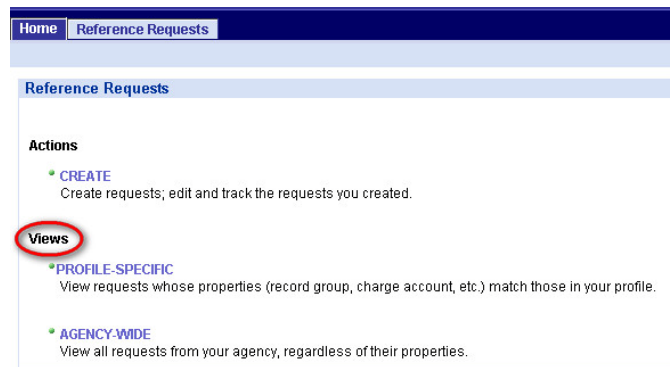 Home Reference Requests
Reference Requests
Actions
CREATE
Create requests; edit and track the requests you created.
Views
PROFILE-SPECIFIC
View requests whose properties (record group, charge account, etc.) match those in your profile.
AGENCY-WIDE
View all requests from your agency, regardless of their properties.